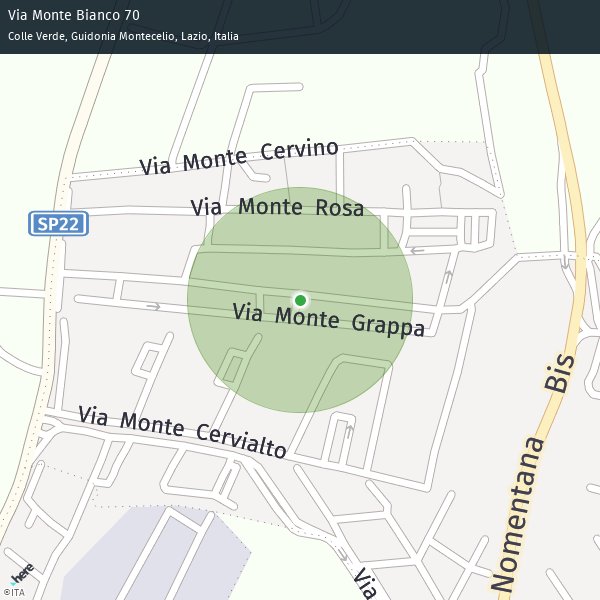 Via Monte Bianco 70
Colle Verde, Guidonia Montecelio, Lazio, Italia
Via Monte Cervino
Via Monte Rosa
SP22
Via Monte Grappa
Nomentana Bis
Via Monte Cervialto
Via
here
©ITA